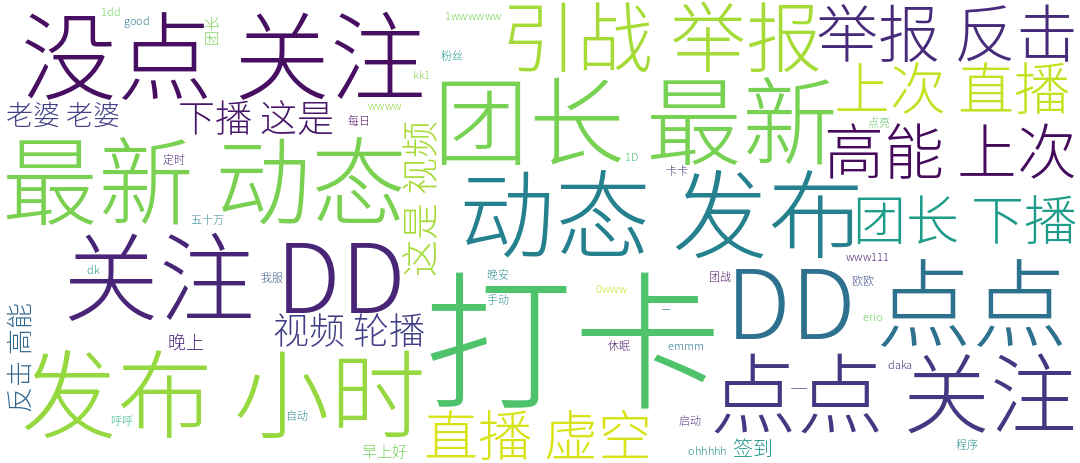 没点 关注
1dd
good
团长
1wwwwww
粉丝
引战 举报
举报 反击
kk1
wwww
老婆 老婆
下播 这是
每日
团长 最新
上次 直播
点亮
高能 上次
1D
卡卡
最新 动态
定时
这是 视频
五十万
动态 发布
团长 下播
关注 DD
dk
我服
晚安
手动
0www
团战
一
DD 点点
www111
欧欧
erio
视频 轮播
打卡
休眠
emmm
反击 高能
晚上
发布 小时
呼呼
自动
早上好
直播 虚空
启动
点点 关注
daka
一一
ohhhhh
签到
程序